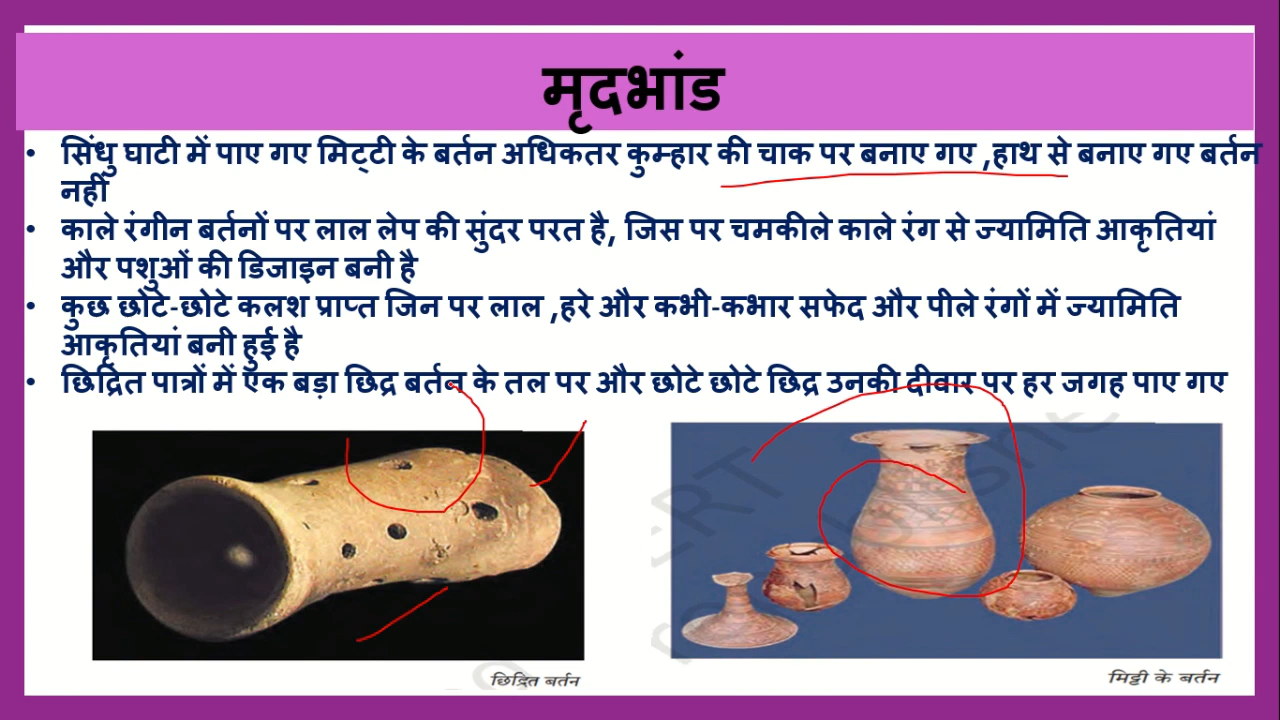 मृदभांड
• सिंधु घाटी में पाए गए मिट्टी के बर्तन अधिकतर कुम्हार की चाक पर बनाए गए ,हाथ से बनाए गए बर्तन
नहीं
• काले रंगीन बर्तनों पर लाल लेप की सुंदर परत है, जिस पर चमकीले काले रंग से ज्यामिति आकृतियां
और पशुओं की डिजाइन बनी है
• कुछ छोटे-छोटे कलश प्राप्त जिन पर लाल ,हरे और कभी-कभार सफेद और पीले रंगों में ज्यामिति
आकृतियां बनी हुई है
• छिद्रित पात्रों में एक बड़ा छिद्र बर्तन के तल पर और छोटे छोटे छिद्र उनकी दीवार पर हर जगह पाए गए
छिद्रित बर्तन
मिट्टी के बर्तन